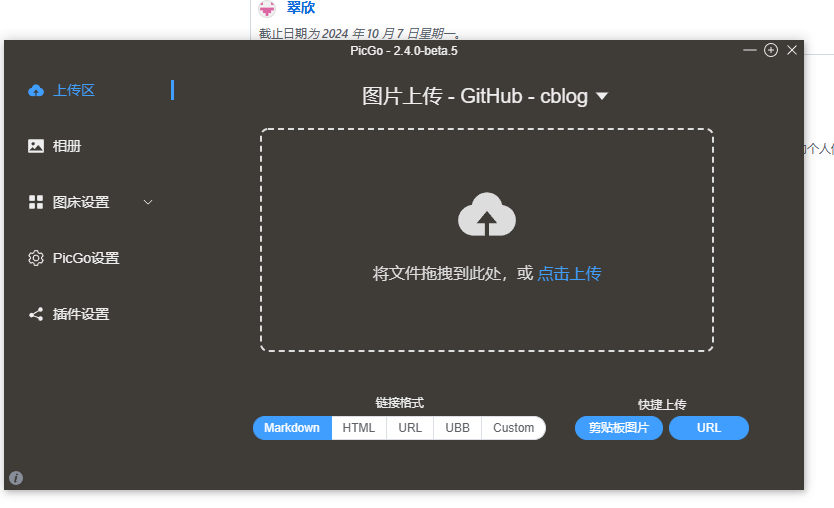 翠欣
截止日期为 2024 年 10 月 7 日星期一。
PicGo - 2.4.0-beta.5
上传区
相册
图床设置
PicGo设置
插件设置
图片上传 - GitHub - cblog
将文件拖拽到此处，或 点击上传
链接格式
Markdown HTML URL UBB Custom
快捷上传
剪贴板图片 URL
个人